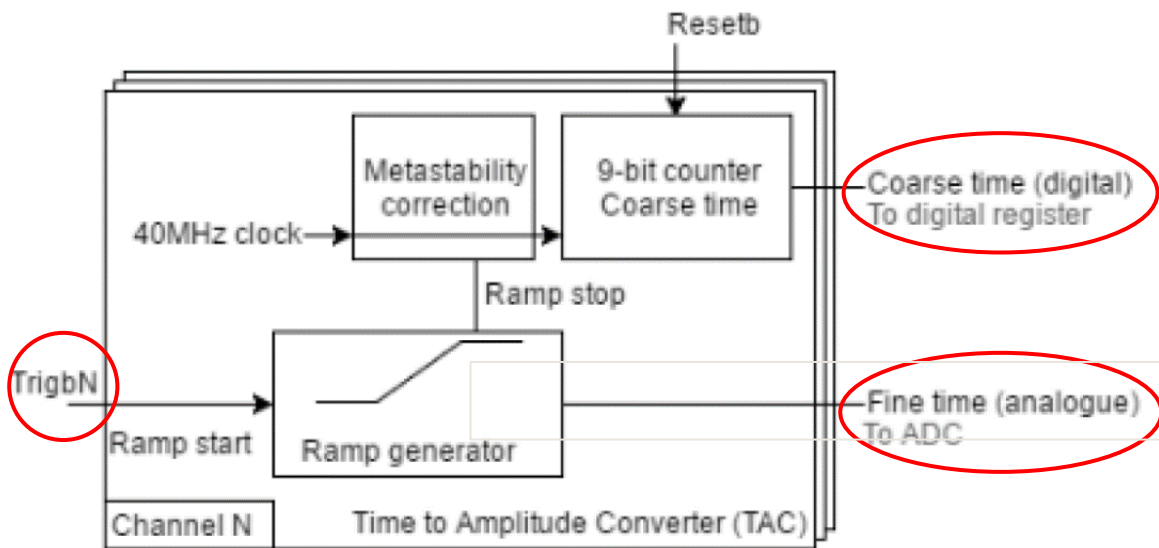 Resetb
Metastability
correction
9-bit counter
Coarse time
40MHz clock
Coarse time (digital)
To digital register
Ramp stop
TrigbN
Ramp start
Ramp generator
Fine time (analogue)
To ADC
Channel N
Time to Amplitude Converter (TAC)